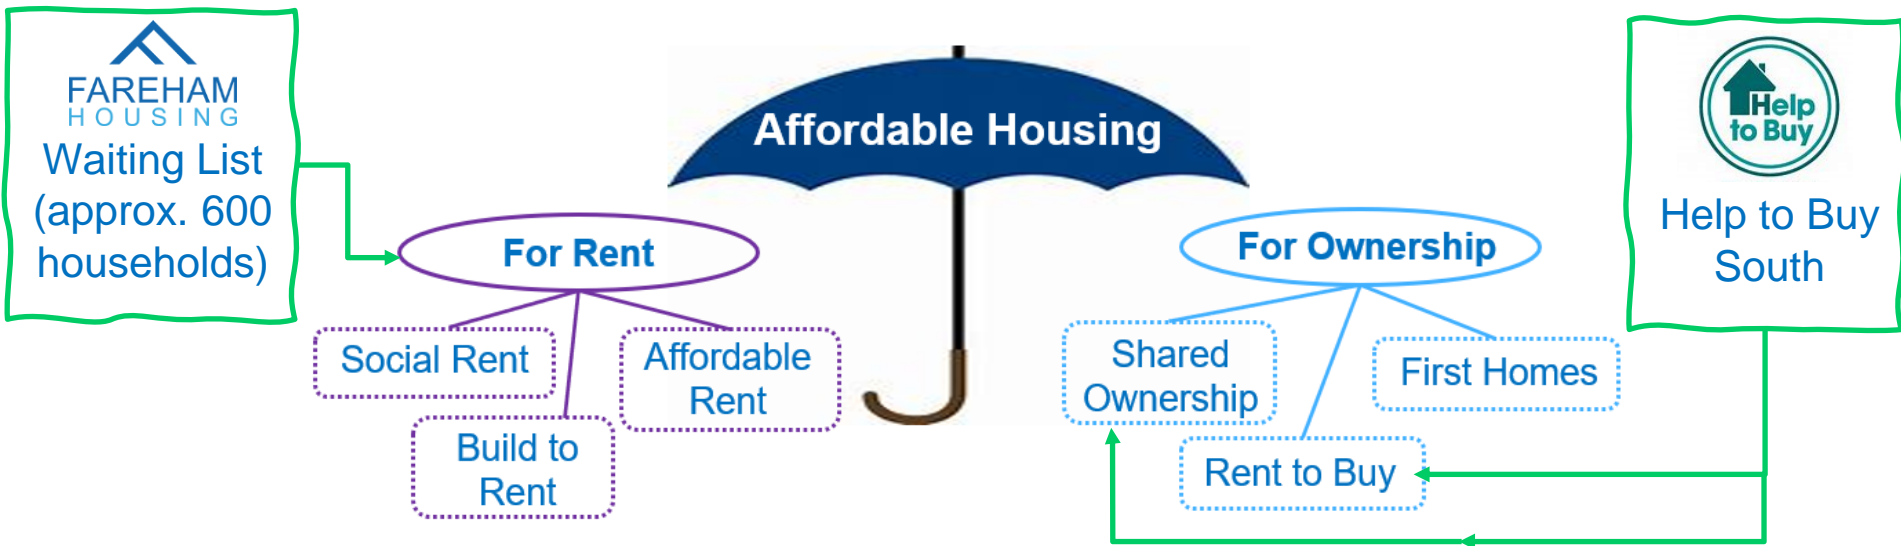 FAREHAM
HOUSING
Waiting List
(approx. 600
households)
Affordable Housing
For Rent
Social Rent
Build to
Rent
Affordable
Rent
For Ownership
Shared
Ownership
Rent to Buy
First Homes
Help
to Buy
Help to Buy
South